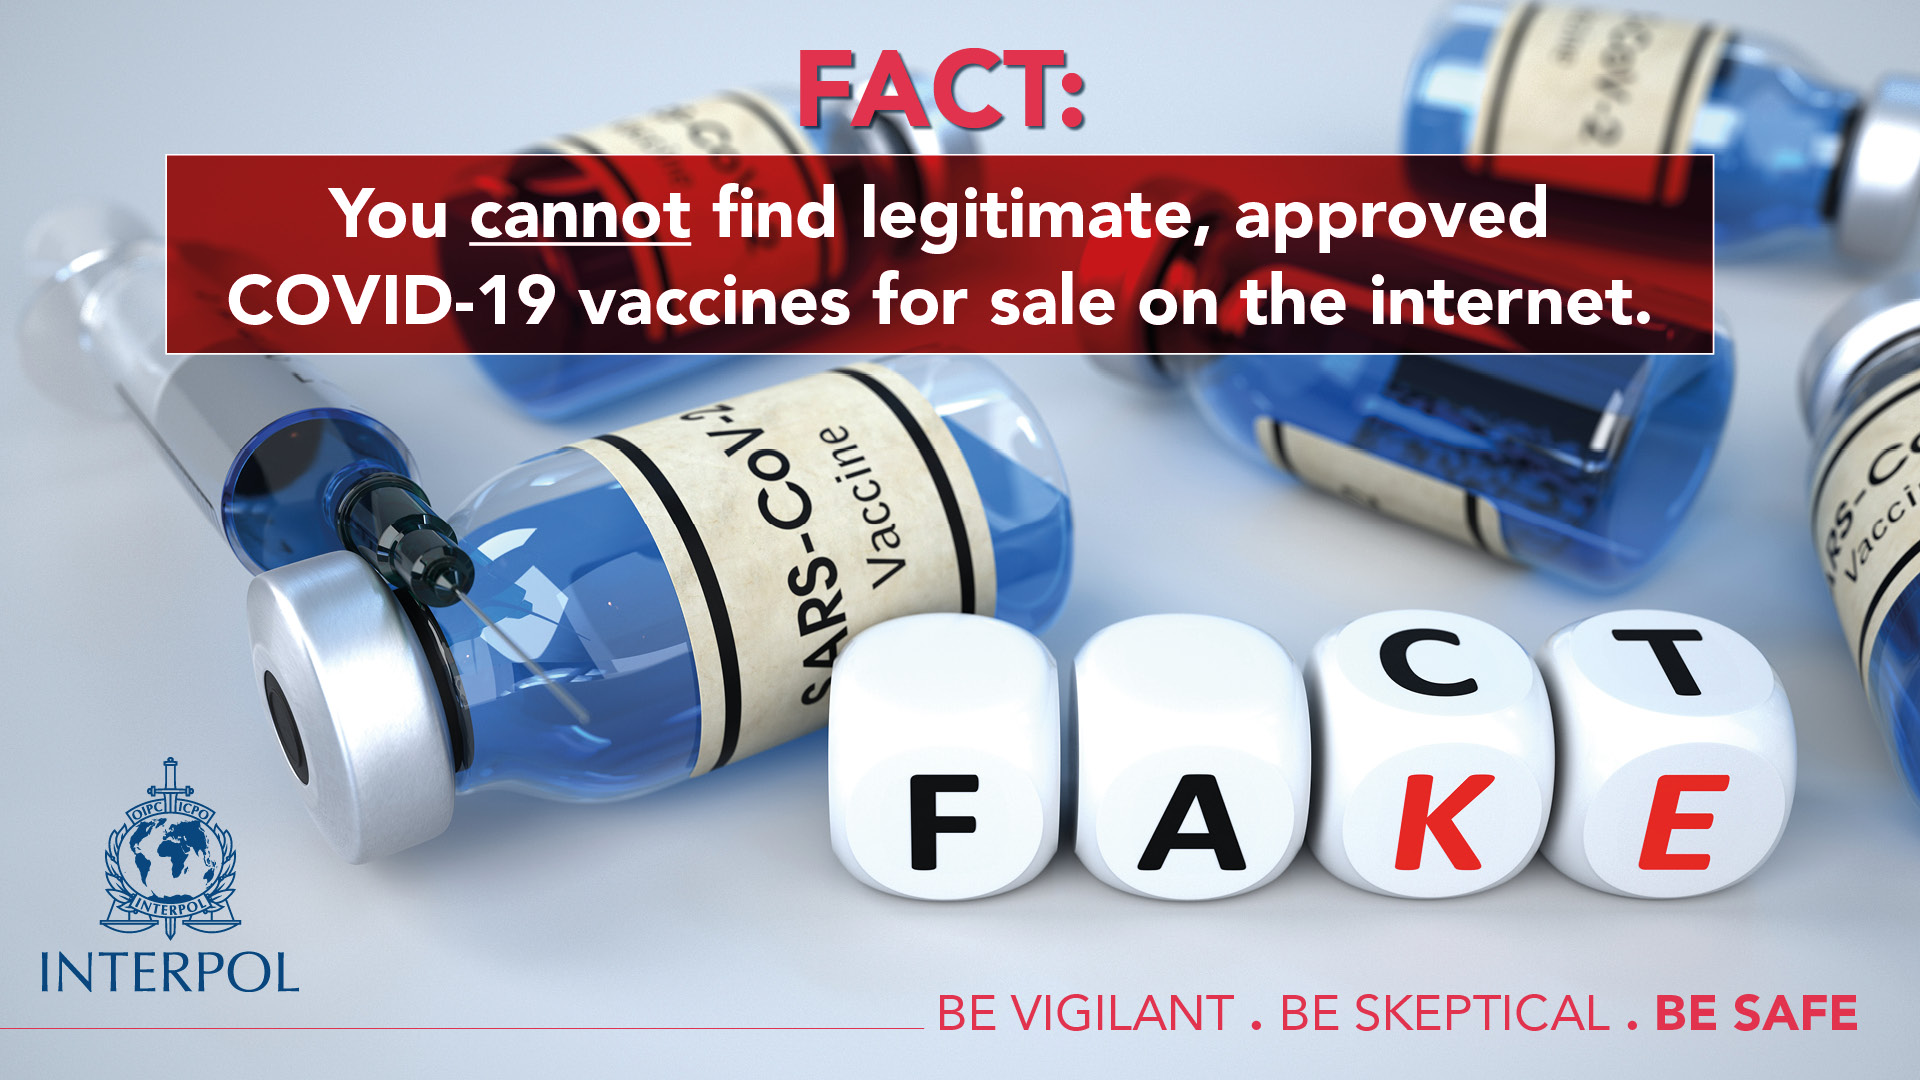 FACT:
You cannot find legitimate, approved
COVID-19 vaccines for sale on the internet.
SARS-CoV-2
Vaccine
C T
F A K E
OIPC ICPO
INTERPOL
INTERPOL
BE VIGILANT . BE SKEPTICAL . BE SAFE